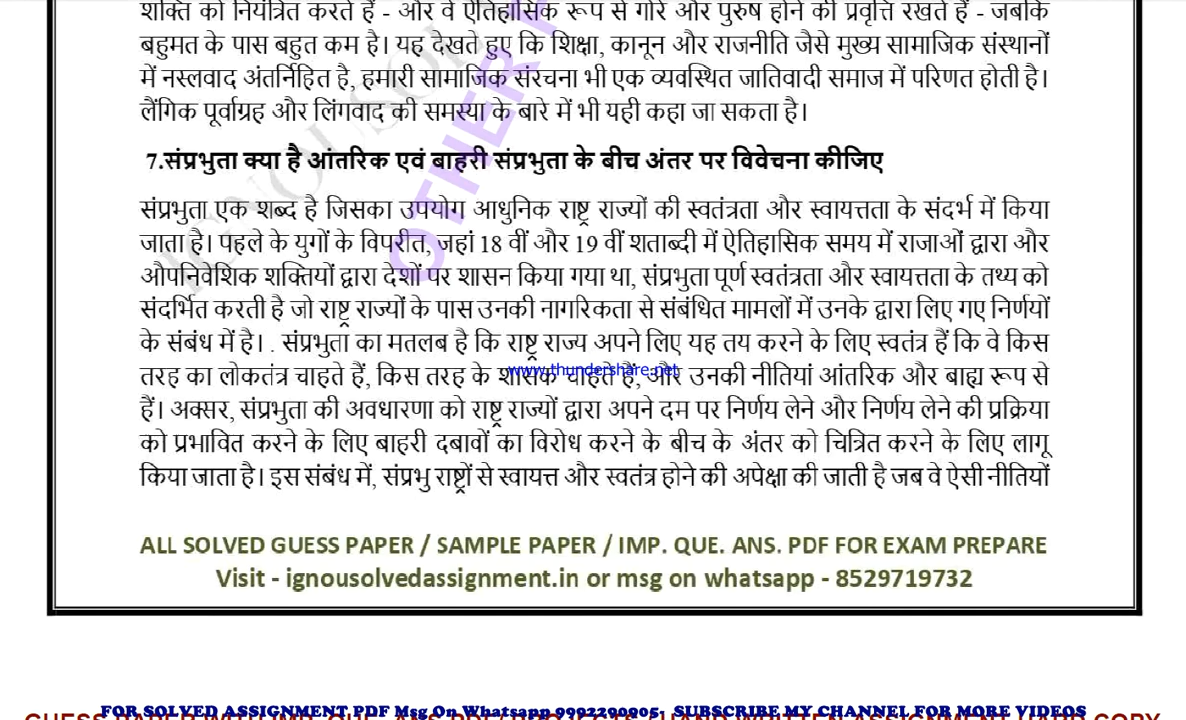 शक्ति को नियंत्रित करते हैं - और वे ऐतिहासिक रूप से गोरे और पुरुष होने की प्रवृत्ति रखते हैं - जबकि
बहुमत के पास बहुत कम है। यह देखते हुए कि शिक्षा, कानून और राजनीति जैसे मुख्य सामाजिक संस्थानों
में नस्लवाद अंतर्निहित है, हमारी सामाजिक संरचना भी एक व्यवस्थित जातिवादी समाज में परिणत होती है।
लैंगिक पूर्वाग्रह और लिंगवाद की समस्या के बारे में भी यही कहा जा सकता है।
7.संप्रभुता क्या है आंतरिक एवं बाहरी संप्रभुता के बीच अंतर पर विवेचना कीजिए
संप्रभुता एक शब्द है जिसका उपयोग आधुनिक राष्ट्र राज्यों की स्वतंत्रता और स्वायत्तता के संदर्भ में किया
जाता है। पहले के युगों के विपरीत, जहां 18 वीं और 19 वीं शताब्दी में ऐतिहासिक समय में राजाओं द्वारा और
औपनिवेशिक शक्तियों द्वारा देशों पर शासन किया गया था, संप्रभुता पूर्ण स्वतंत्रता और स्वायत्तता के तथ्य को
संदर्भित करती है जो राष्ट्र राज्यों के पास उनकी नागरिकता से संबंधित मामलों में उनके द्वारा लिए गए निर्णयों
के संबंध में है। . संप्रभुता का मतलब है कि राष्ट्र राज्य अपने लिए यह तय करने के लिए स्वतंत्र हैं कि वे किस
तरह का लोकतंत्र चाहते हैं, किस तरह के शासक चाहते हैं, और उनकी नीतियां आंतरिक और बाह्य रूप से
www.thundershare.net
हैं। अक्सर, संप्रभुता की अवधारणा को राष्ट्र राज्यों द्वारा अपने दम पर निर्णय लेने और निर्णय लेने की प्रक्रिया
को प्रभावित करने के लिए बाहरी दबावों का विरोध करने के बीच के अंतर को चित्रित करने के लिए लागू
किया जाता है। इस संबंध में, संप्रभु राष्ट्रों से स्वायत्त और स्वतंत्र होने की अपेक्षा की जाती है जब वे ऐसी नीतियों
IGNOU SOLV
OTHER
ALL SOLVED GUESS PAPER / SAMPLE PAPER / IMP. QUE. ANS. PDF FOR EXAM PREPARE
Visit - ignousolvedassignment.in or msg on whatsapp - 8529719732
FOR SOLVED ASSIGNMENT PDF Msg On Whatsapp 9992290905- SUBSCRIBE MY CHANNEL FOR MORE VIDEOS